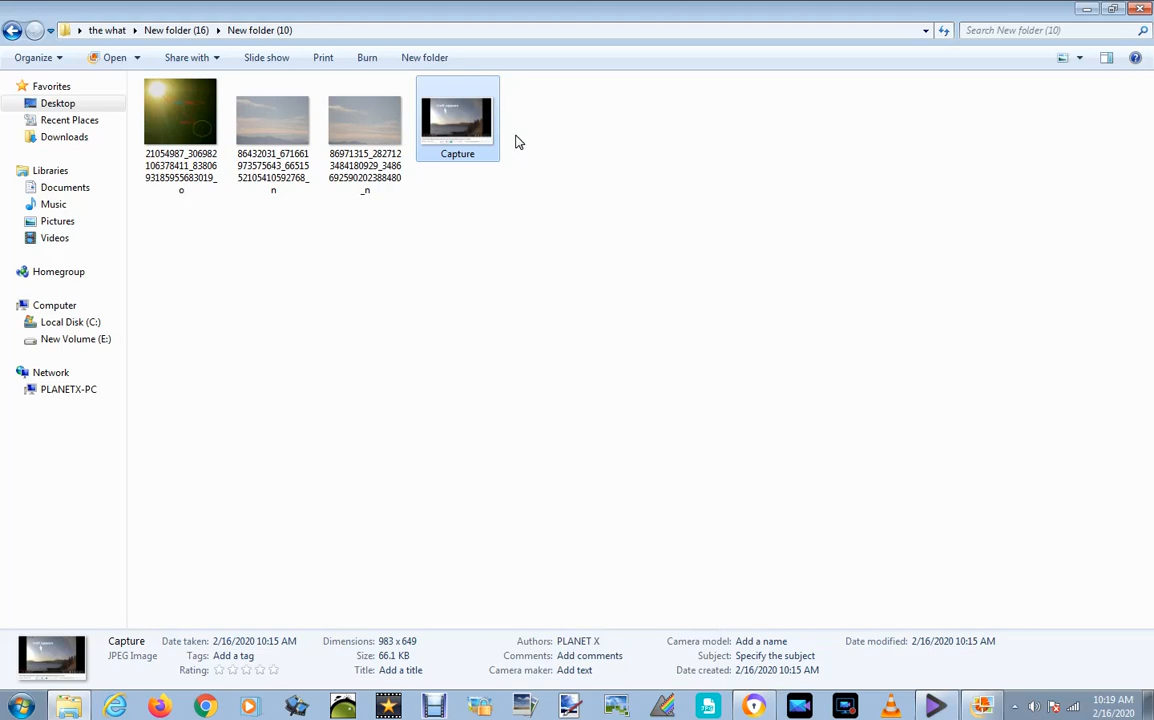 the what
New folder (16)
New folder (10)
Search New folder (10)
Organize
Open
Share with
Slide show
Print
Burn
New folder
Favorites
Desktop
Recent Places
Downloads
Libraries
Documents
Music
Pictures
Videos
Homegroup
Computer
Local Disk (C:)
New Volume (E:)
Network
PLANETX-PC
21054987_306982
106378411_83806
93185955683019_
o
86432031_671661
973575643_66515
52105410592768_
n
86971315_282712
3484180929_3486
692590202388480
_n
Capture
Capture
JPEG Image
Date taken: 2/16/2020 10:15 AM
Tags: Add a tag
Rating:
Dimensions: 983 x 649
Size: 66.1 KB
Title: Add a title
Authors: PLANET X
Comments: Add comments
Camera maker: Add text
Camera model: Add a name
Subject: Specify the subject
Date created: 2/16/2020 10:15 AM
Date modified: 2/16/2020 10:15 AM
10:19 AM
2/16/2020